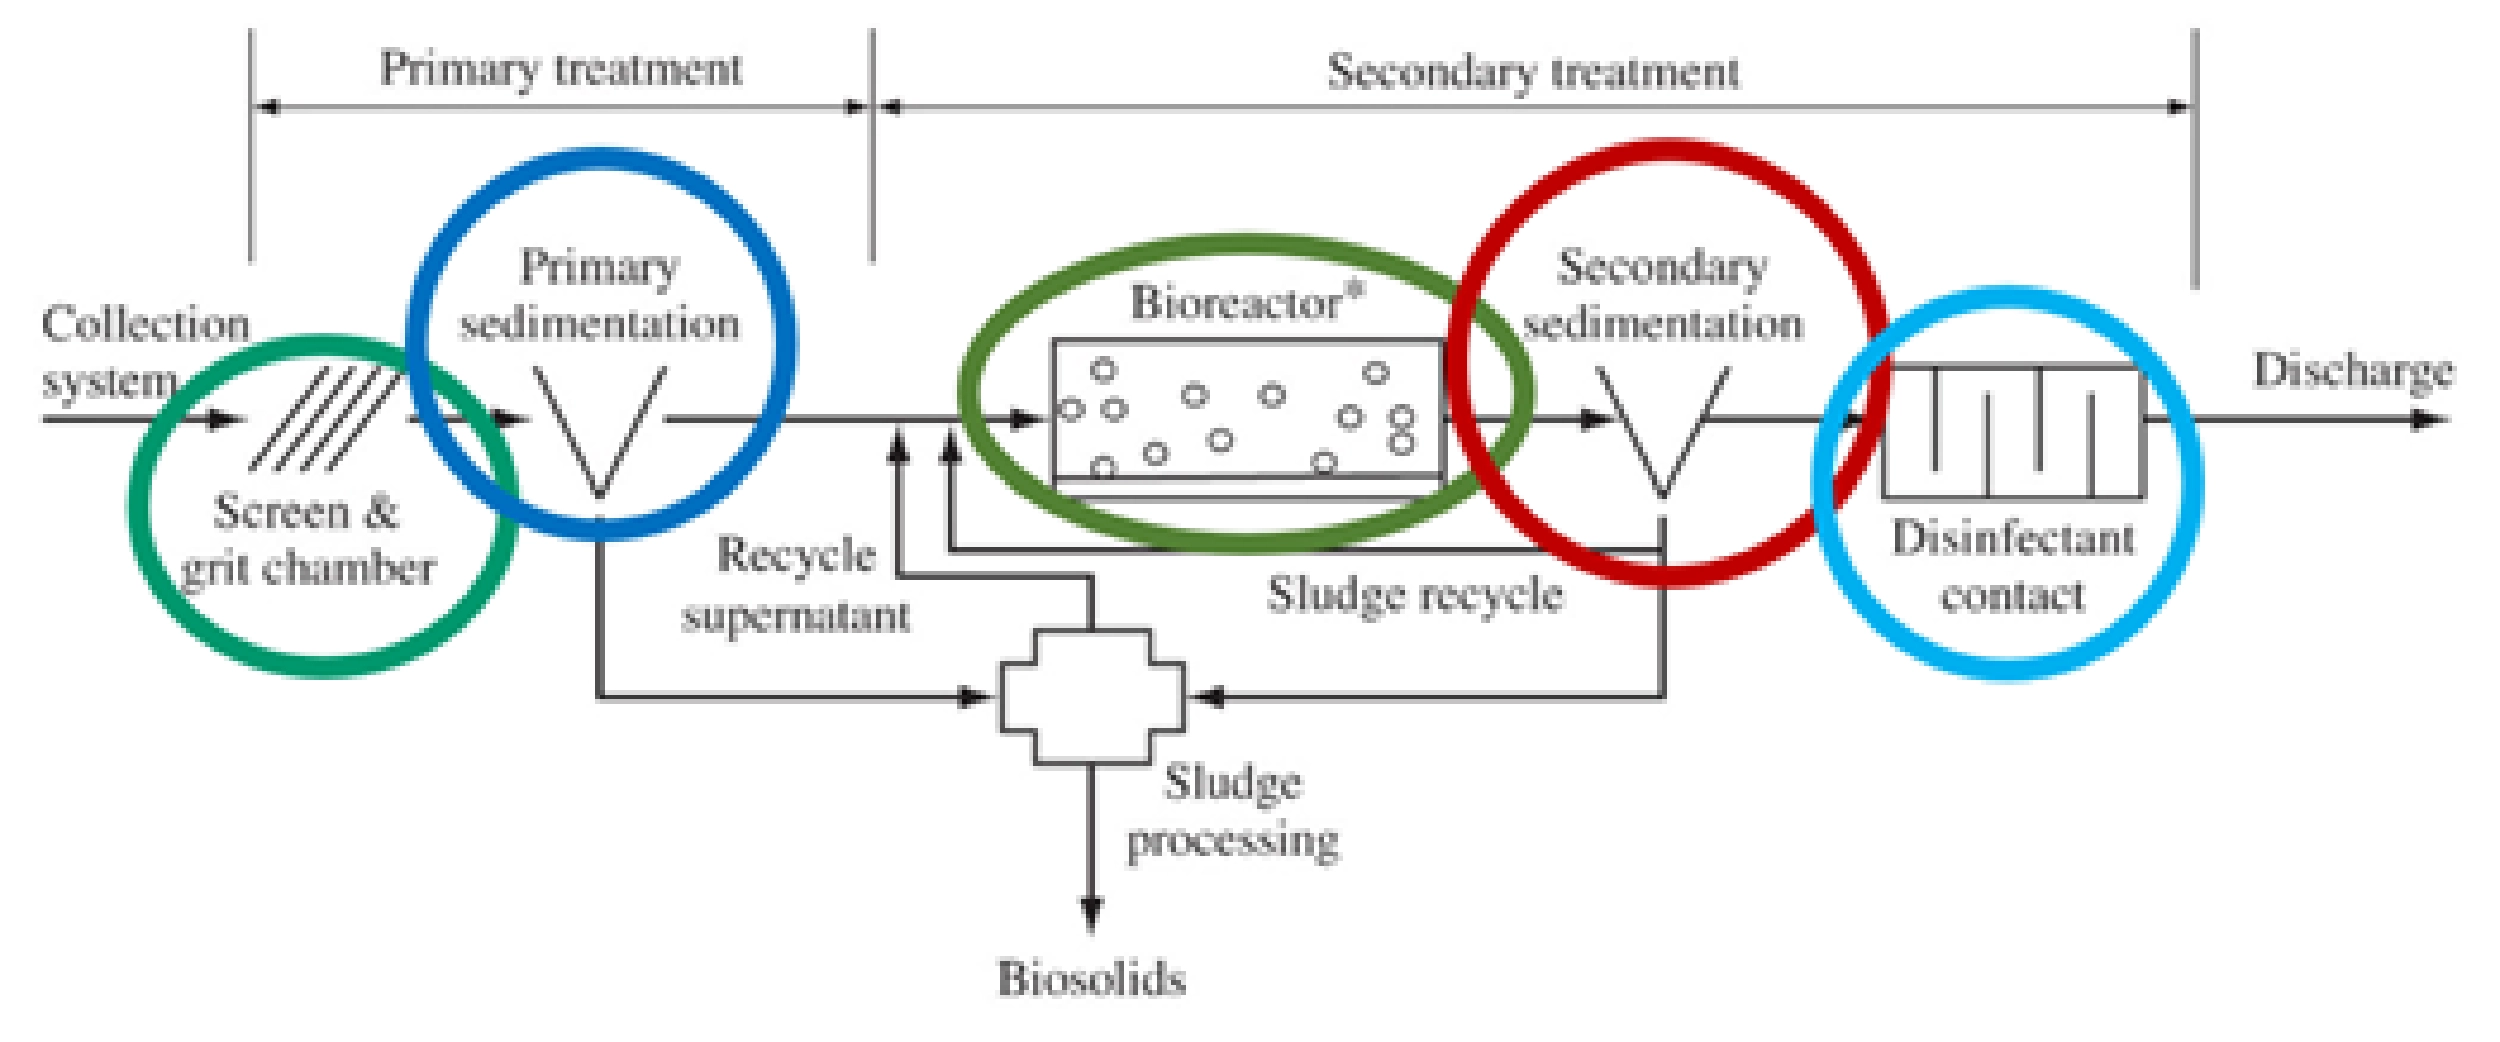 Primary treatment
Secondary treatment
Collection
system
Screen &
grit chamber
Primary
sedimentation
Bioreactor*
Secondary
sedimentation
Disinfectant
contact
Discharge
Recycle
supernatant
Sludge recycle
Sludge
processing
Biosolids